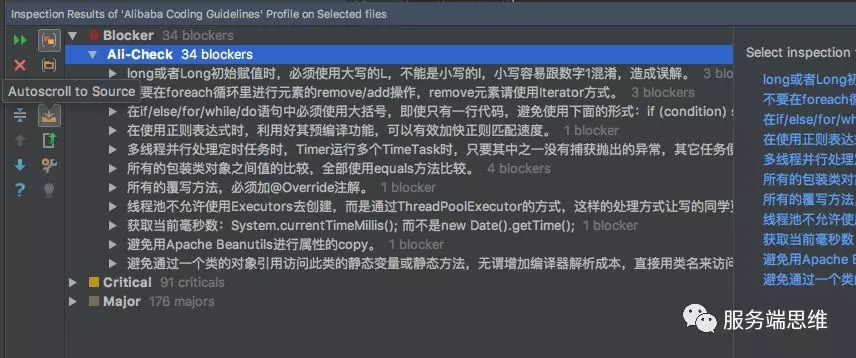 Inspection Results of 'Alibaba Coding Guidelines' Profile on Selected files
Blocker 34 blockers
Ali-Check 34 blockers
long或者Long初始赋值时，必须使用大写的L，不能是小写的l，小写容易跟数字1混淆，造成误解。 3 blo
Autoscroll to Source
要在foreach循环里进行元素的remove/add操作，remove元素请使用Iterator方式。 3 blo
在if/else/for/while/do语句中必须使用大括号，即使只有一行代码，避免使用下面的形式：if (condition) s
在使用正则表达式时，利用好其预编译功能，可以有效加快正则匹配速度。 1 blocker
多线程并行处理定时任务时，Timer运行多个TimeTask时，只要其中之一没有捕获抛出的异常，其它任务便
所有的包装类对象之间值的比较，全部使用equals方法比较。 4 blockers
所有的覆写方法，必须加@Override注解。 1 blocker
线程池不允许使用Executors去创建，而是通过ThreadPoolExecutor的方式，这样的处理方式让写的同学更
获取当前毫秒数：System.currentTimeMillis(); 而不是new Date().getTime(); 1 blocker
避免用Apache Beanutils进行属性的copy。 1 blocker
避免通过一个类的对象引用访问此类的静态变量或静态方法，无谓增加编译器解析成本，直接用类名来访问
Critical 91 criticals
Major 176 majors
Select inspection t
long或者Long初
不要在foreach循
在if/else/for/wh
在使用正则表达
多线程并行处理
所有的包装类对
所有的覆写方法
线程池不允许使
获取当前毫秒数
避免用Apache B
避免通过一个类的
服务端思维